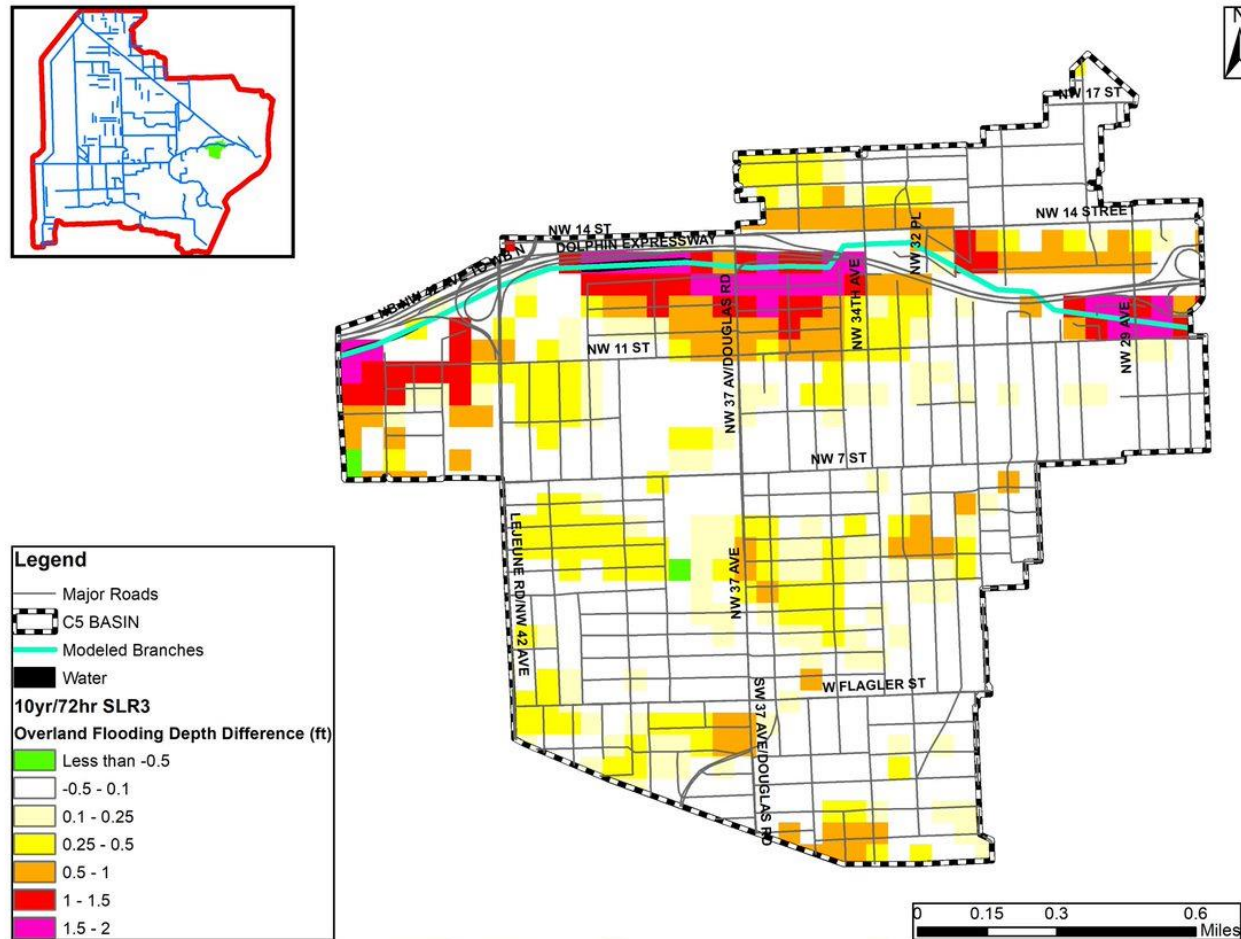 N
NW 17 ST
NW 14 STREET
NW 14 ST
DOLPHIN EXPRESSWAY
NW 32 PL
NW 34TH AVE
NW 29 AVE
NW 37 AV/DOUGLAS RD
NW 11 ST
NW 7 ST
LEJEUNE RD/NW 42 AVE
NW 37 AVE
W FLAGLER ST
SW 37 AVE/DOUGLAS RD
Legend
Major Roads
C5 BASIN
Modeled Branches
Water
10yr/72hr SLR3
Overland Flooding Depth Difference (ft)
Less than -0.5
-0.5 - 0.1
0.1 - 0.25
0.25 - 0.5
0.5 - 1
1 - 1.5
1.5 - 2
0 0.15 0.3 0.6
Miles